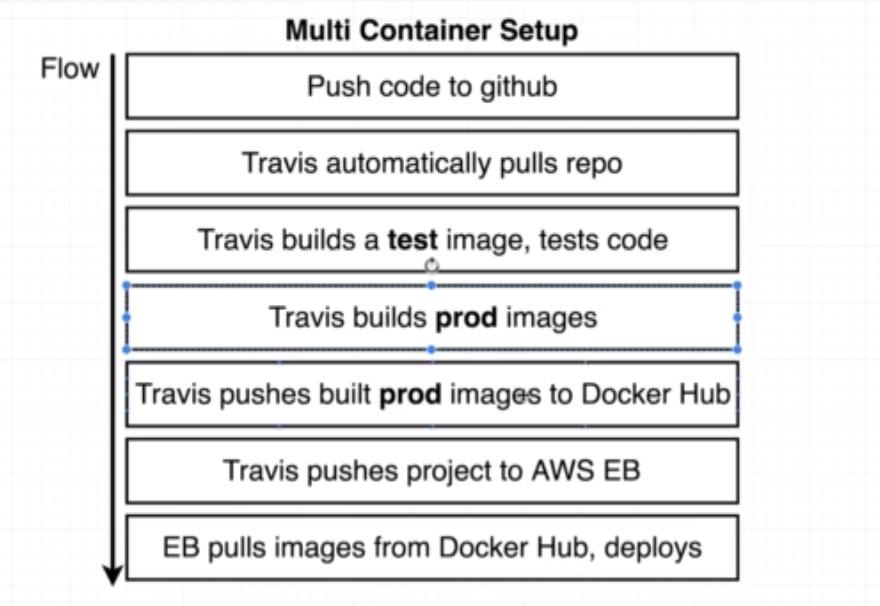 Multi Container Setup
Flow
Push code to github
Travis automatically pulls repo
Travis builds a test image, tests code
Travis builds prod images
Travis pushes built prod images to Docker Hub
Travis pushes project to AWS EB
EB pulls images from Docker Hub, deploys